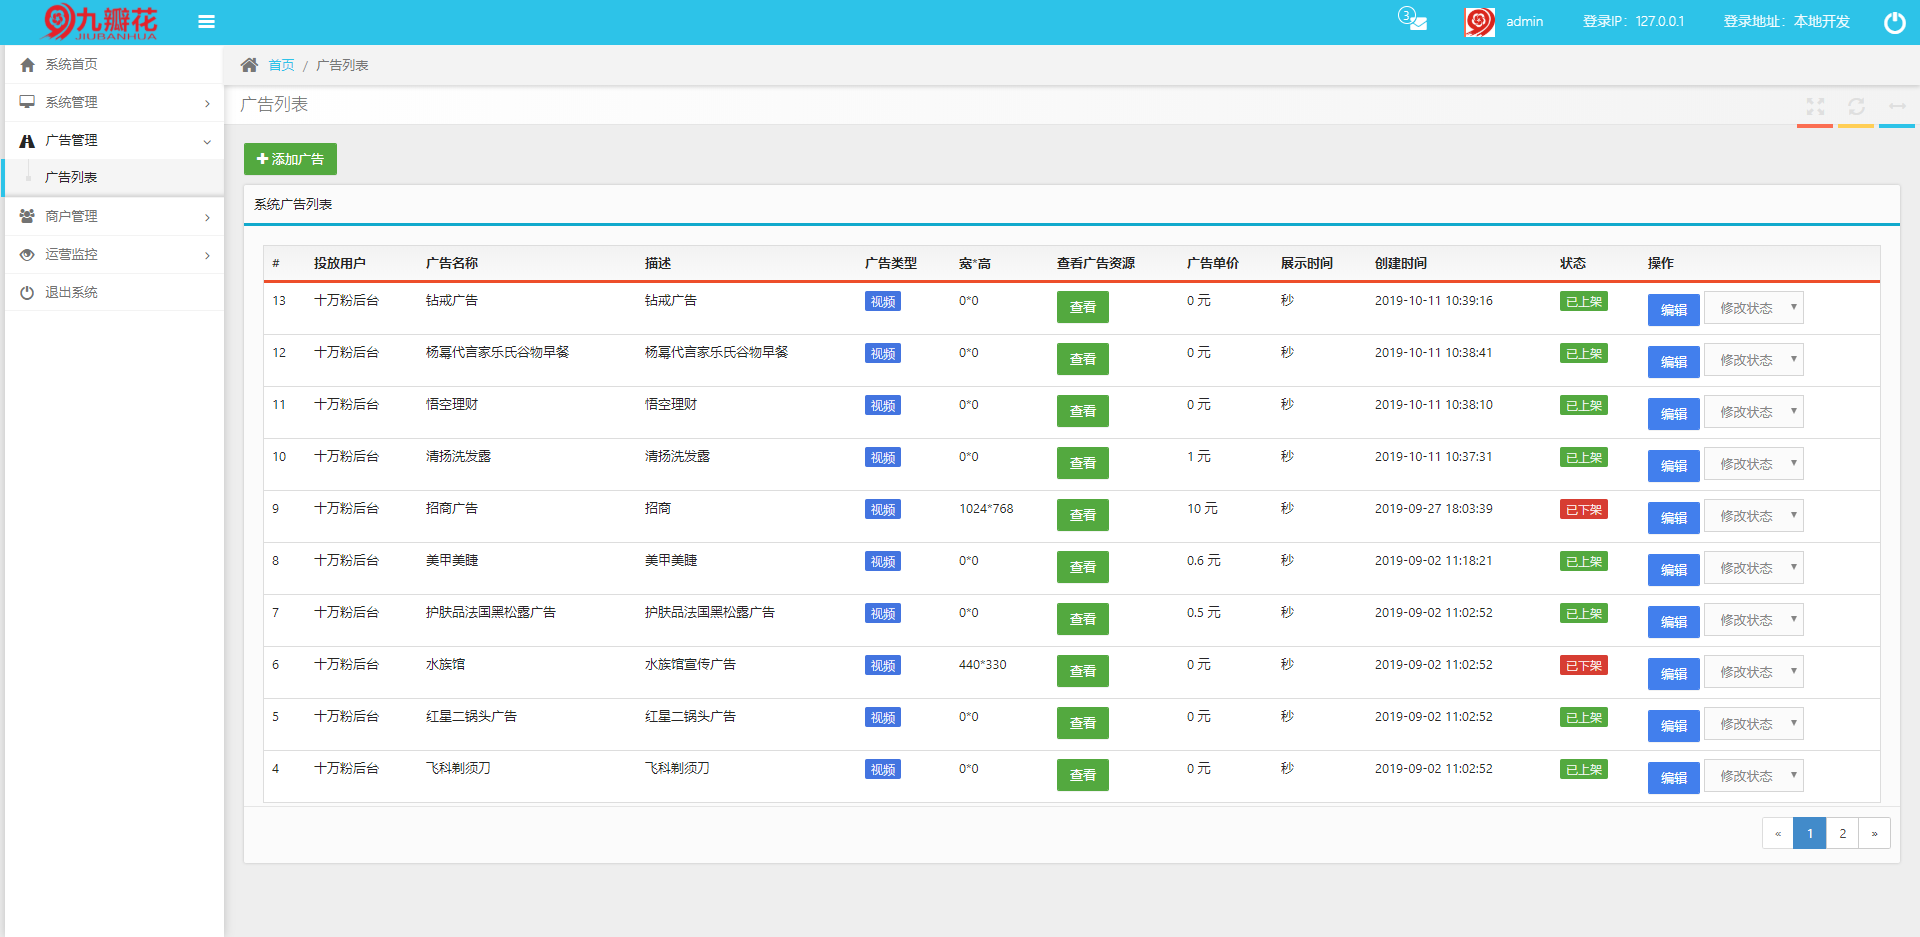 九瓣花
JIUBANHUA
3
admin
登录IP：127.0.0.1
登录地址：本地开发
系统首页
系统管理
广告管理
广告列表
商户管理
运营监控
退出系统
首页 / 广告列表
广告列表
添加广告
系统广告列表
# 投放用户 广告名称 描述 广告类型 宽*高 查看广告资源 广告单价 展示时间 创建时间 状态 操作
13 十万粉后台 钻戒广告 钻戒广告 视频 0*0 查看 0 元 秒 2019-10-11 10:39:16 已上架 编辑 修改状态
12 十万粉后台 杨幂代言家乐氏谷物早餐 杨幂代言家乐氏谷物早餐 视频 0*0 查看 0 元 秒 2019-10-11 10:38:41 已上架 编辑 修改状态
11 十万粉后台 悟空理财 悟空理财 视频 0*0 查看 0 元 秒 2019-10-11 10:38:10 已上架 编辑 修改状态
10 十万粉后台 清扬洗发露 清扬洗发露 视频 0*0 查看 1 元 秒 2019-10-11 10:37:31 已上架 编辑 修改状态
9 十万粉后台 招商广告 招商 视频 1024*768 查看 10 元 秒 2019-09-27 18:03:39 已下架 编辑 修改状态
8 十万粉后台 美甲美睫 美甲美睫 视频 0*0 查看 0.6 元 秒 2019-09-02 11:18:21 已上架 编辑 修改状态
7 十万粉后台 护肤品法国黑松露广告 护肤品法国黑松露广告 视频 0*0 查看 0.5 元 秒 2019-09-02 11:02:52 已上架 编辑 修改状态
6 十万粉后台 水族馆 水族馆宣传广告 视频 440*330 查看 0 元 秒 2019-09-02 11:02:52 已下架 编辑 修改状态
5 十万粉后台 红星二锅头广告 红星二锅头广告 视频 0*0 查看 0 元 秒 2019-09-02 11:02:52 已上架 编辑 修改状态
4 十万粉后台 飞科剃须刀 飞科剃须刀 视频 0*0 查看 0 元 秒 2019-09-02 11:02:52 已上架 编辑 修改状态
« 1 2 »